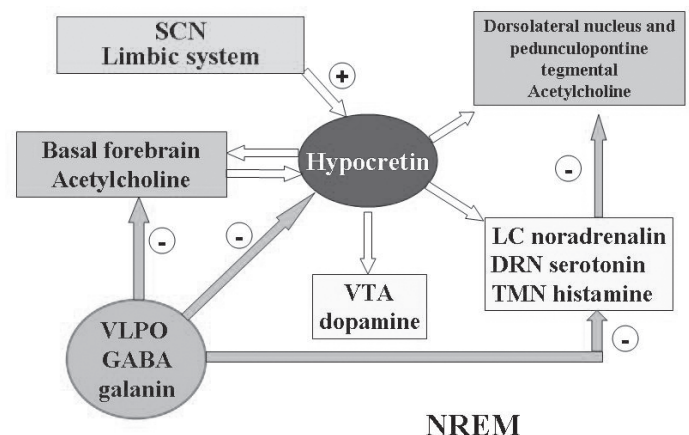 SCN
Limbic system
+
Dorsolateral nucleus and
pedunculopontine
tegmental
Acetylcholine
Basal forebrain
Acetylcholine
Hypocretin
-
-
-
LC noradrenalin
DRN serotonin
TMN histamine
VTA
dopamine
VLPO
GABA
galanin
-
NREM